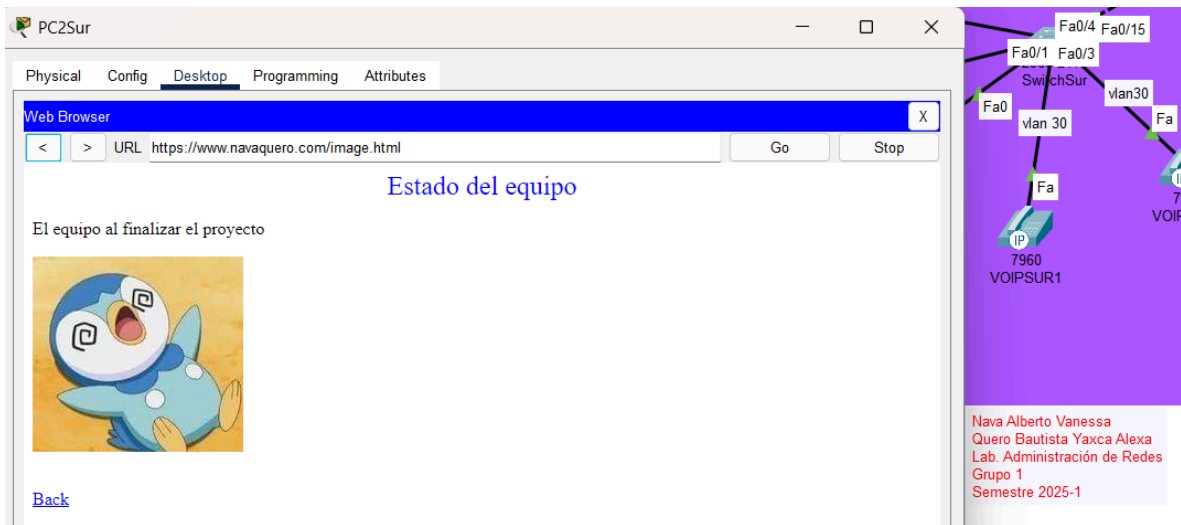 PC2Sur
Physical Config Desktop Programming Attributes
Web Browser
X
< > URL https://www.navaquero.com/image.html Go Stop
Estado del equipo
El equipo al finalizar el proyecto
Back
Fa0/4 Fa0/15
Fa0/1 Fa0/3
SwitchSur
vlan30
Fa0
vlan 30
Fa
Fa
IP
7960
VOIPSUR1
Nava Alberto Vanessa
Quero Bautista Yaxca Alexa
Lab. Administración de Redes
Grupo 1
Semestre 2025-1